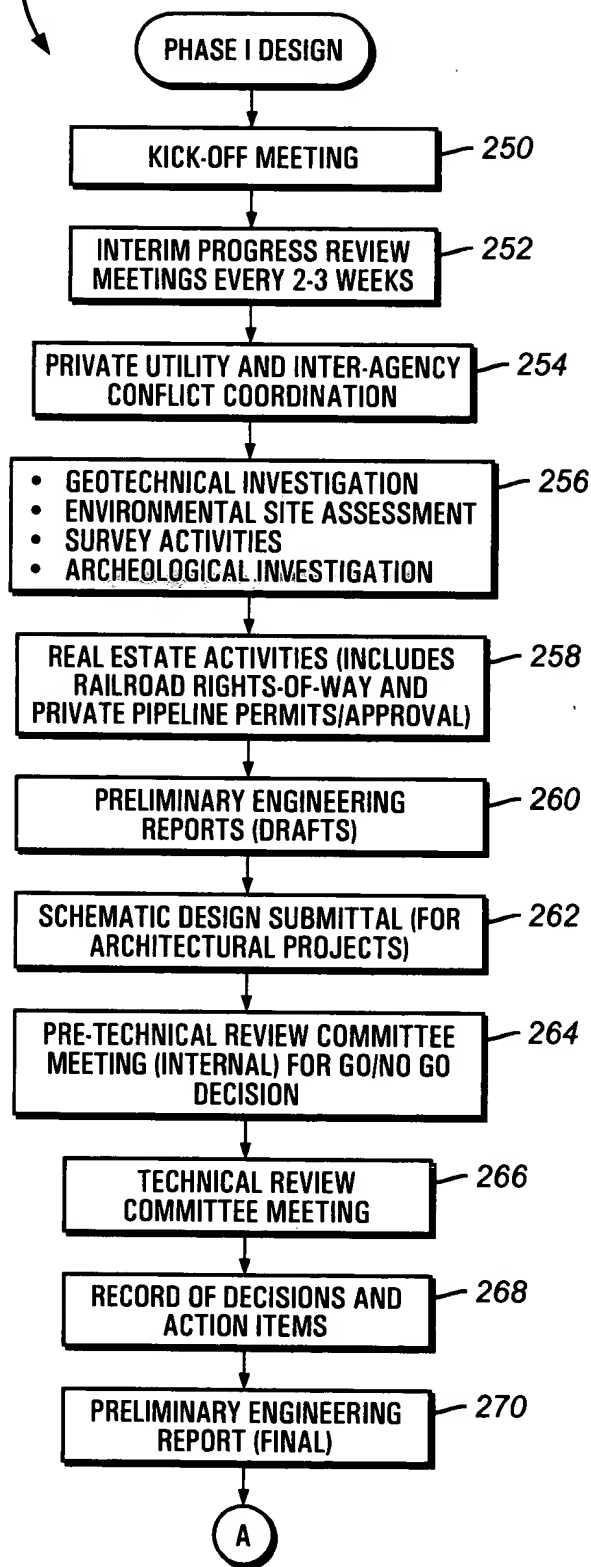 PHASE I DESIGN
KICK-OFF MEETING
250
INTERIM PROGRESS REVIEW
MEETINGS EVERY 2-3 WEEKS
252
PRIVATE UTILITY AND INTER-AGENCY
CONFLICT COORDINATION
254
• GEOTECHNICAL INVESTIGATION
• ENVIRONMENTAL SITE ASSESSMENT
• SURVEY ACTIVITIES
• ARCHEOLOGICAL INVESTIGATION
256
REAL ESTATE ACTIVITIES (INCLUDES
RAILROAD RIGHTS-OF-WAY AND
PRIVATE PIPELINE PERMITS/APPROVAL)
258
PRELIMINARY ENGINEERING
REPORTS (DRAFTS)
260
SCHEMATIC DESIGN SUBMITTAL (FOR
ARCHITECTURAL PROJECTS)
262
PRE-TECHNICAL REVIEW COMMITTEE
MEETING (INTERNAL) FOR GO/NO GO
DECISION
264
TECHNICAL REVIEW
COMMITTEE MEETING
266
RECORD OF DECISIONS AND
ACTION ITEMS
268
PRELIMINARY ENGINEERING
REPORT (FINAL)
270
A